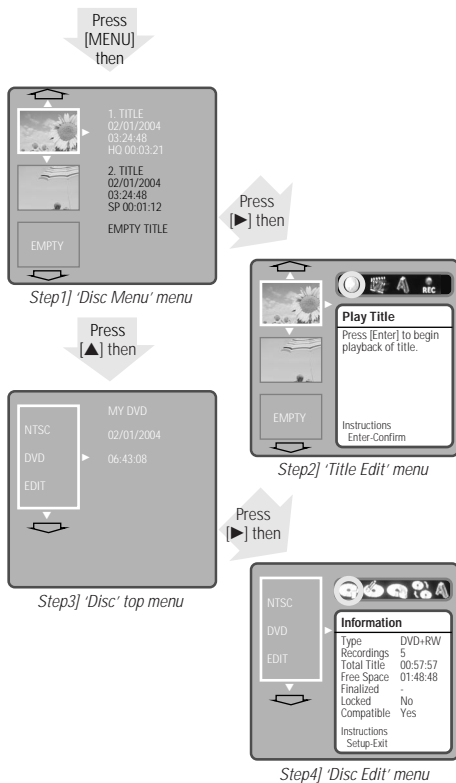 Press
[MENU]
then
1. TITLE
02/01/2004
03:24:48
HQ 00:03:21
2. TITLE
02/01/2004
03:24:48
SP 00:01:12
EMPTY
EMPTY TITLE
Step1] 'Disc Menu' menu
Press
[▶] then
REC
Play Title
Press [Enter] to begin
playback of title.
EMPTY
Instructions
Enter-Confirm
Step2] 'Title Edit' menu
Press
[▲] then
NTSC
DVD
EDIT
MY DVD
02/01/2004
06:43:08
Step3] 'Disc' top menu
Press
[▶] then
NTSC
DVD
EDIT
Information
Type DVD+RW
Recordings 5
Total Title 00:57:57
Free Space 01:48:48
Finalized -
Locked No
Compatible Yes
Instructions
Setup-Exit
Step4] 'Disc Edit' menu